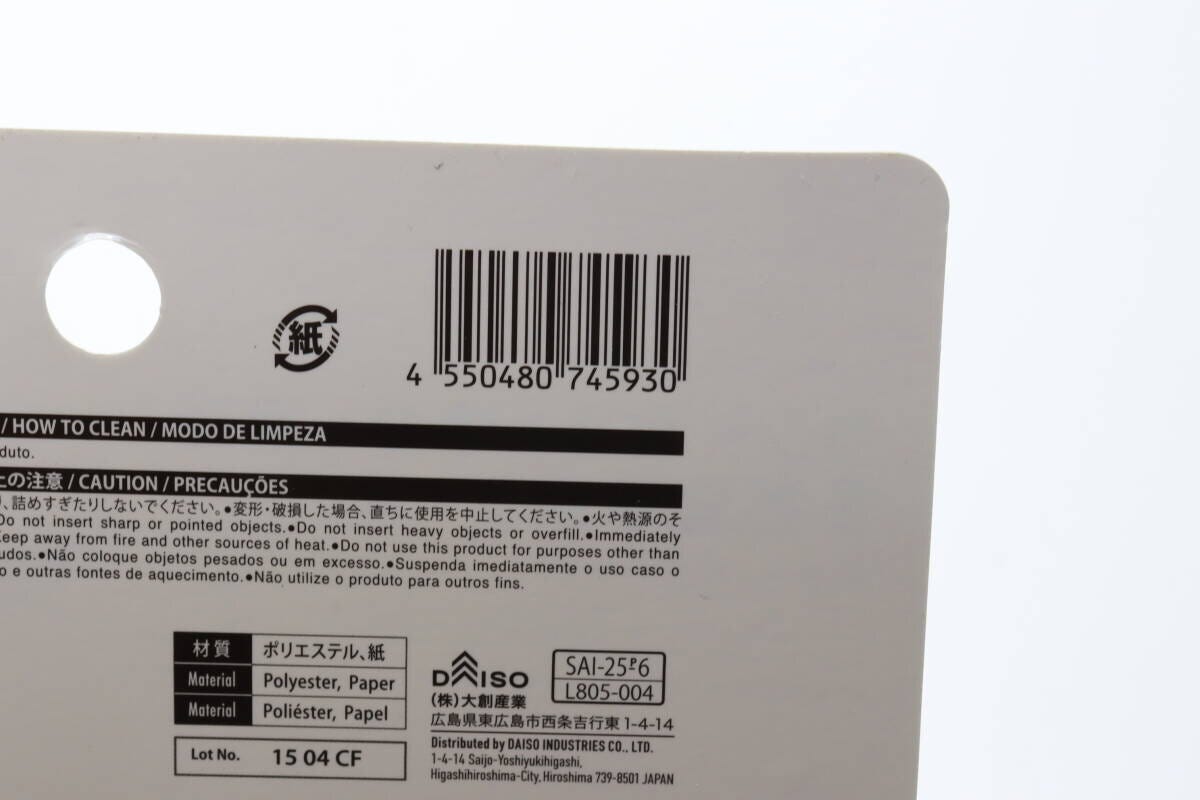 紙
4 550480 745930
/ HOW TO CLEAN / MODO DE LIMPEZA
duto.
上の注意 / CAUTION / PRECAUÇÕES
り、詰めすぎたりしないでください。●変形・破損した場合、直ちに使用を中止してください。●火や熱源のそ
Do not insert sharp or pointed objects.●Do not insert heavy objects or overfill.●Immediately
Keep away from fire and other sources of heat.●Do not use this product for purposes other than
udos.●Não coloque objetos pesados ou em excesso.●Suspenda imediatamente o uso caso o
o e outras fontes de aquecimento.●Não utilize o produto para outros fins.
材質 ポリエステル、紙
Material Polyester, Paper
Material Poliéster, Papel
Lot No. 15 04 CF
DAISO
(株)大創産業
SAI-25P6
L805-004
広島県東広島市西条吉行東1-4-14
Distributed by DAISO INDUSTRIES CO., LTD.
1-4-14 Saijo-Yoshiyukihigashi,
Higashihiroshima-City, Hiroshima 739-8501 JAPAN